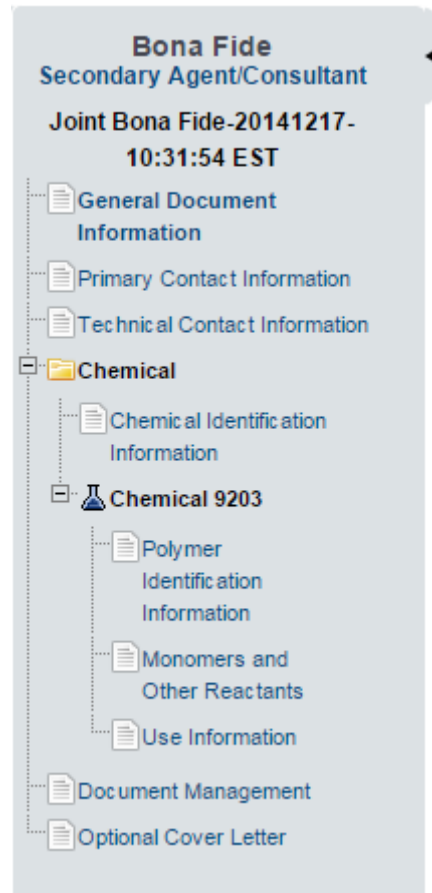 Bona Fide
Secondary Agent/Consultant
Joint Bona Fide-20141217-
10:31:54 EST
General Document
Information
Primary Contact Information
Technical Contact Information
Chemical
Chemical Identification
Information
Chemical 9203
Polymer
Identification
Information
Monomers and
Other Reactants
Use Information
Document Management
Optional Cover Letter